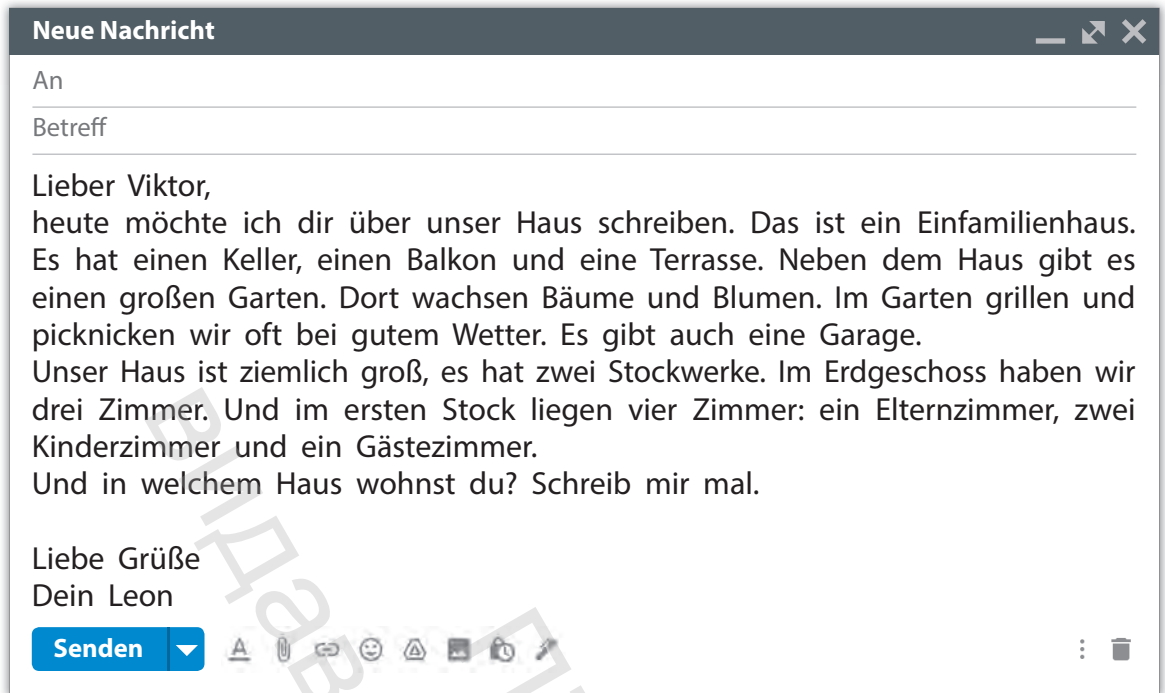 Neue Nachricht
An
Betreff
Lieber Viktor,
heute möchte ich dir über unser Haus schreiben. Das ist ein Einfamilienhaus.
Es hat einen Keller, einen Balkon und eine Terrasse. Neben dem Haus gibt es
einen großen Garten. Dort wachsen Bäume und Blumen. Im Garten grillen und
picknicken wir oft bei gutem Wetter. Es gibt auch eine Garage.
Unser Haus ist ziemlich groß, es hat zwei Stockwerke. Im Erdgeschoss haben wir
drei Zimmer. Und im ersten Stock liegen vier Zimmer: ein Elternzimmer, zwei
Kinderzimmer und ein Gästezimmer.
Und in welchem Haus wohnst du? Schreib mir mal.
Liebe Grüße
Dein Leon
Senden